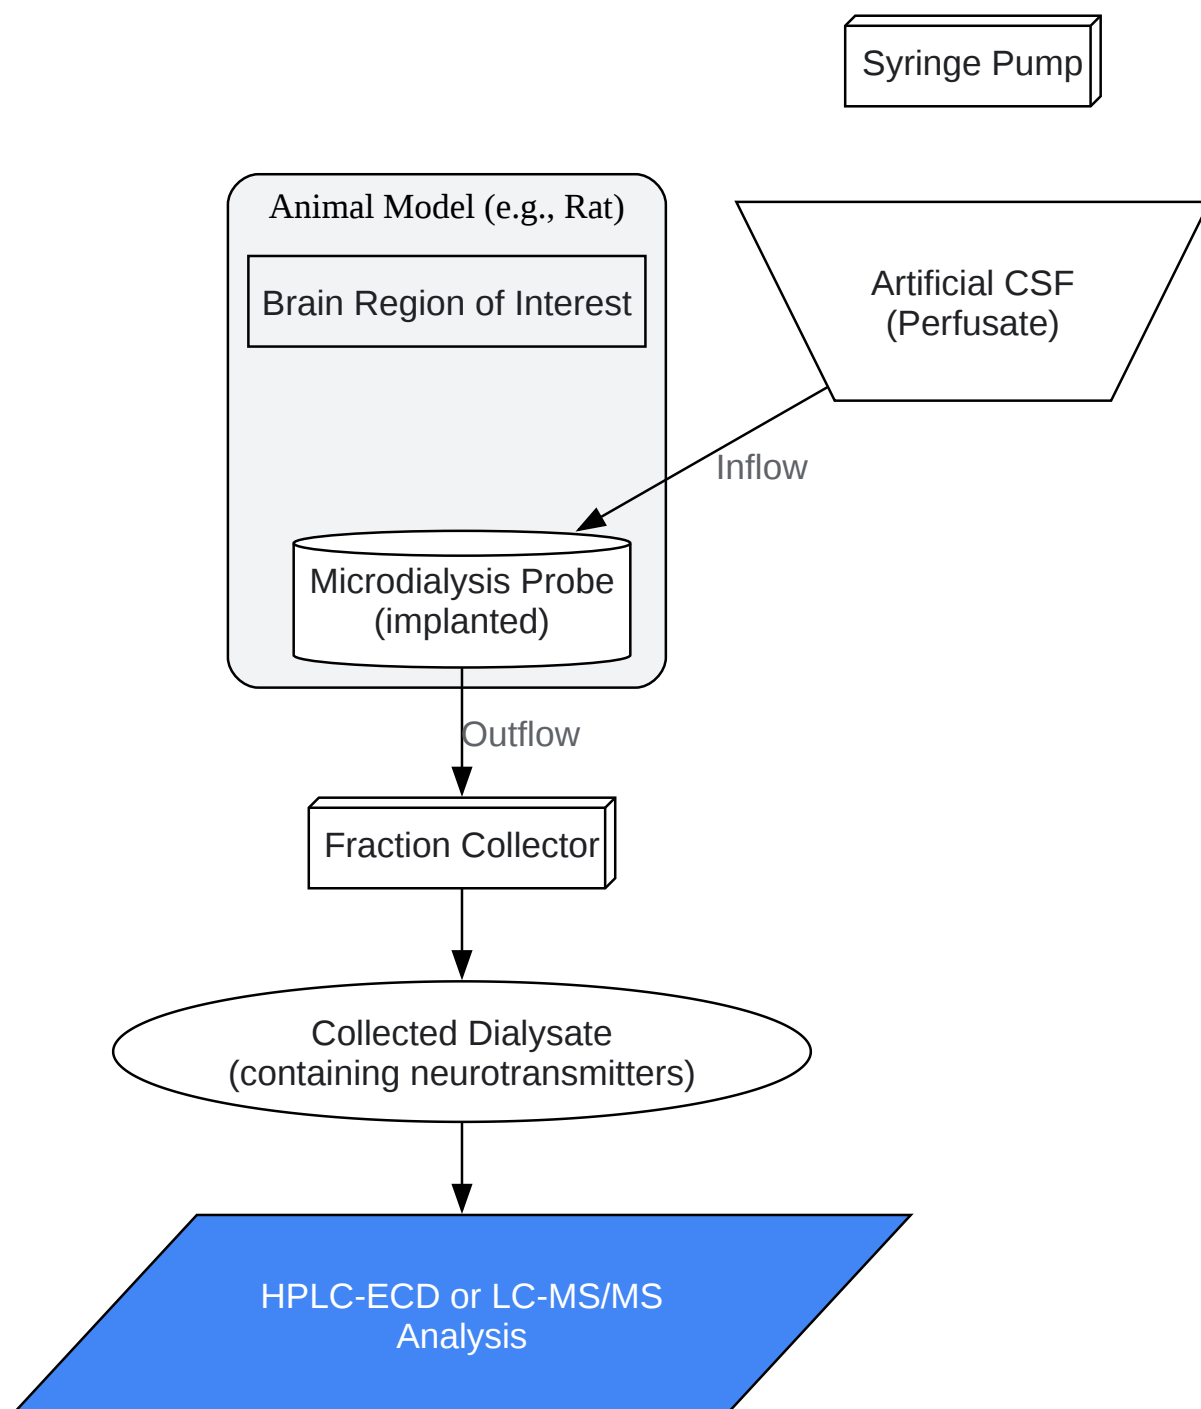 Syringe Pump
Animal Model (e.g., Rat)
Brain Region of Interest
Artificial CSF
(Perfusate)
Inflow
Microdialysis Probe
(implanted)
Outflow
Fraction Collector
Collected Dialysate
(containing neurotransmitters)
HPLC-ECD or LC-MS/MS
Analysis